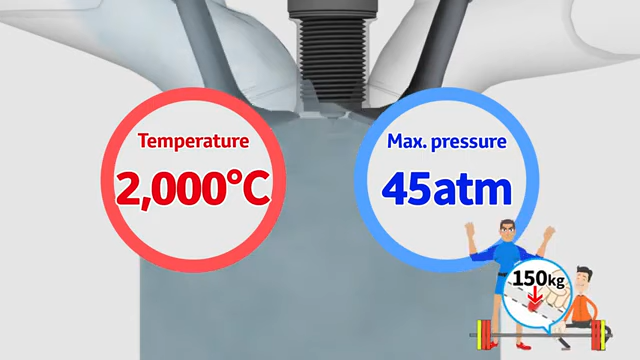 Temperature
2,000°C
Max. pressure
45atm
150kg